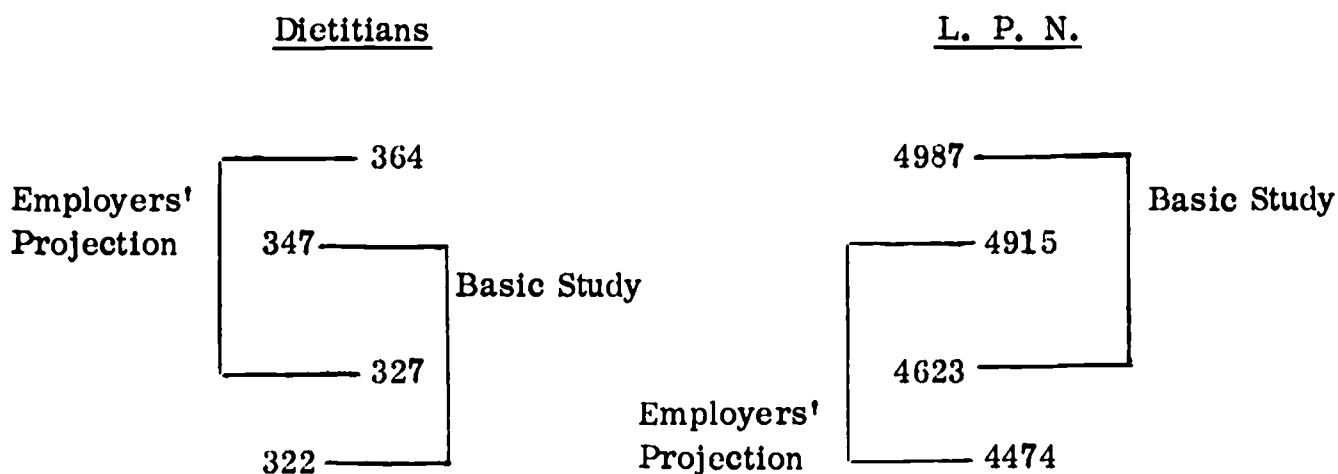 Dietitians
364
Employers'
Projection
347
Basic Study
327
322
L. P. N.
4987
Basic Study
4915
4623
Employers'
Projection
4474